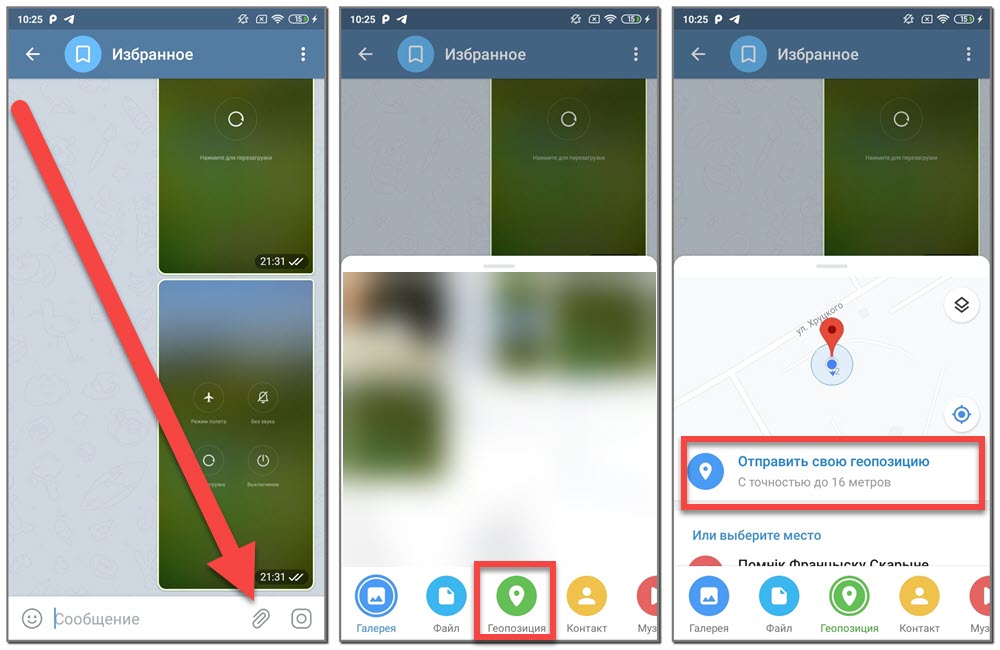 10:25
15
Избранное
Нажмите для перезагрузки
21:31
Режим полета
Без звука
Выключение
21:31
Сообщение
10:25
15
Избранное
Нажмите для перезагрузки
Галерея
Файл
Геопозиция
Контакт
Муз
10:25
15
Избранное
Нажмите для перезагрузки
ул. Хруцкого
2
Отправить свою геопозицию
С точностью до 16 метров
Или выберите место
Помнік Францыску Скарыне
Галерея
Файл
Геопозиция
Контакт
Муз